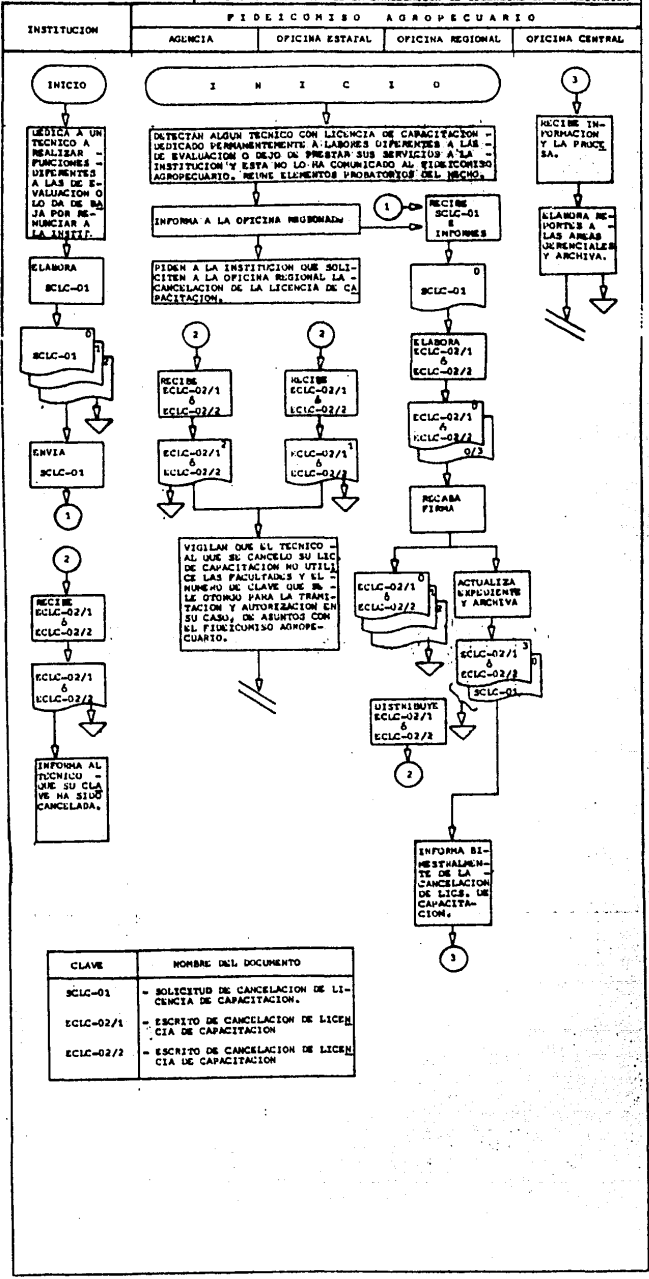 FIDEICOMISO AGROPECUARIO
INSTITUCION
AGENCIA
OFICINA ESTATAL
OFICINA REGIONAL
OFICINA CENTRAL
INICIO
DEDICA A UN
TECNICO A
REALIZAR -
FUNCIONES -
DIFERENTES
A LAS DE E-
VALUACION O
LO DA DE BA
JA POR RE-
NUNCIAR A
LA INSTIT.
ELABORA
SCLC-01
0
SCLC-01
1
2
ENVIA
SCLC-01
1
2
RECIBE
ECLC-02/1
ó
ECLC-02/2
ECLC-02/1
ó
ECLC-02/2
INFORMA AL
TECNICO -
QUE SU CLA
VE HA SIDO
CANCELADA.
I N I C I O
DETECTAN ALGUN TECNICO CON LICENCIA DE CAPACITACION -
DEDICADO PERMANENTEMENTE A LABORES DIFERENTES A LAS -
DE EVALUACION O DEJO DE PRESTAR SUS SERVICIOS A LA -
INSTITUCION Y ESTA NO LO HA COMUNICADO AL FIDEICOMISO
AGROPECUARIO. REUNE ELEMENTOS PROBATORIOS DEL HECHO.
INFORMA A LA OFICINA REGIONAL
PIDEN A LA INSTITUCION QUE SOLI-
CITEN A LA OFICINA REGIONAL LA -
CANCELACION DE LA LICENCIA DE CA
PACITACION.
2
2
RECIBE
ECLC-02/1
ó
ECLC-02/2
RECIBE
ECLC-02/1
ó
ECLC-02/2
ECLC-02/1
2
ó
ECLC-02/2
ECLC-02/1
1
ó
ECLC-02/2
VIGILAN QUE EL TECNICO -
AL QUE SE CANCELO SU LIC.
DE CAPACITACION NO UTILI
CE LAS FACULTADES Y EL -
NUMERO DE CLAVE QUE SE -
LE OTORGO PARA LA TRAMI-
TACION Y AUTORIZACION EN
SU CASO, DE ASUNTOS CON
EL FIDEICOMISO AGROPE-
CUARIO.
1
RECIBE
SCLC-01
E
INFORMES
0
SCLC-01
ELABORA
ECLC-02/1
ó
ECLC-02/2
0
ECLC-02/1
ó
ECLC-02/2
0/3
RECABA
FIRMA
0
ECLC-02/1
ó
ECLC-02/2
DISTRIBUYE
ECLC-02/1
ó
ECLC-02/2
2
ACTUALIZA
EXPEDIENTE
Y ARCHIVA
3
ECLC-02/1
0
ó
ECLC-02/2
SCLC-01
INFORMA BI-
MESTRALMEN-
TE DE LA -
CANCELACION
DE LICS. DE
CAPACITA-
CION.
3
3
RECIBE IN-
FORMACION
Y LA PROCE
SA.
ELABORA RE-
PORTES A -
LAS AREAS
GERENCIALES
Y ARCHIVA.
CLAVE
NOMBRE DEL DOCUMENTO
SCLC-01
- SOLICITUD DE CANCELACION DE LI-
CENCIA DE CAPACITACION.
ECLC-02/1
- ESCRITO DE CANCELACION DE LICEN
CIA DE CAPACITACION
ECLC-02/2
- ESCRITO DE CANCELACION DE LICEN
CIA DE CAPACITACION